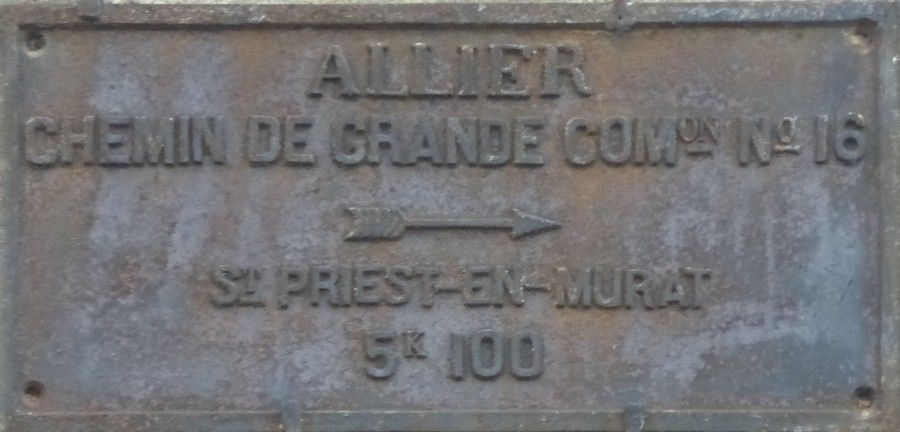 ALLIER
CHEMIN DE GRANDE COMON No 16
ST PRIEST-EN-MURAT
5K 100